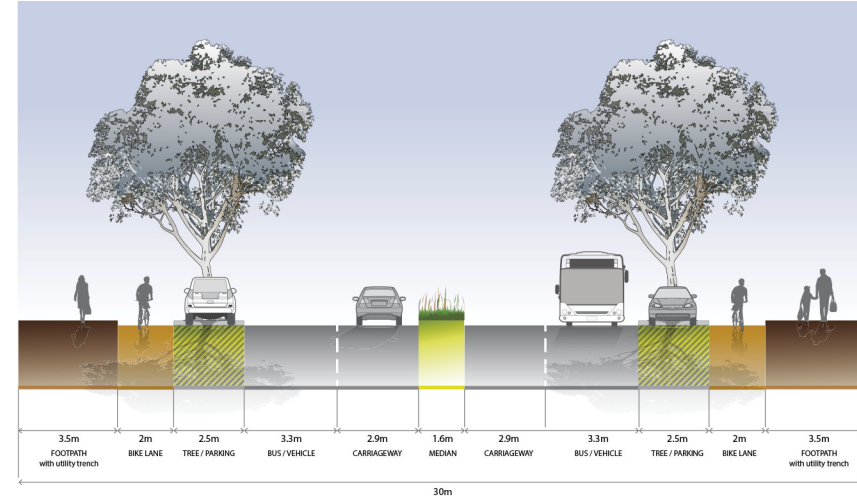 3.5m 2m 2.5m 3.3m 2.9m 1.6m 2.9m 3.3m 2.5m 2m 3.5m
FOOTPATH BIKE LANE TREE / PARKING BUS / VEHICLE CARRIAGEWAY MEDIAN CARRIAGEWAY BUS / VEHICLE TREE / PARKING BIKE LANE FOOTPATH
with utility trench with utility trench
30m